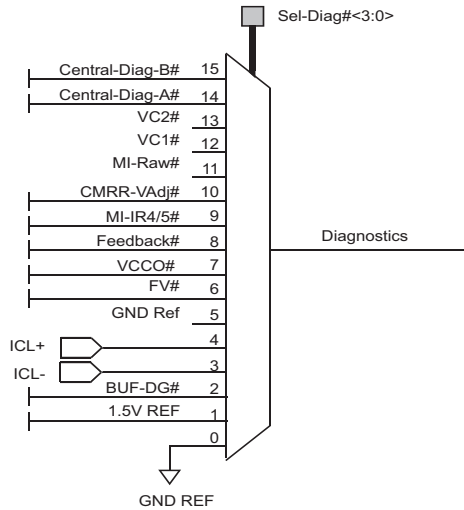 Sel-Diag#<3:0>
Central-Diag-B# 15
Central-Diag-A# 14
VC2# 13
VC1# 12
MI-Raw# 11
CMRR-VAdj# 10
MI-IR4/5# 9
Feedback# 8
Diagnostics
VCCO# 7
FV# 6
GND Ref 5
ICL+ 4
ICL- 3
BUF-DG# 2
1.5V REF 1
0
GND REF